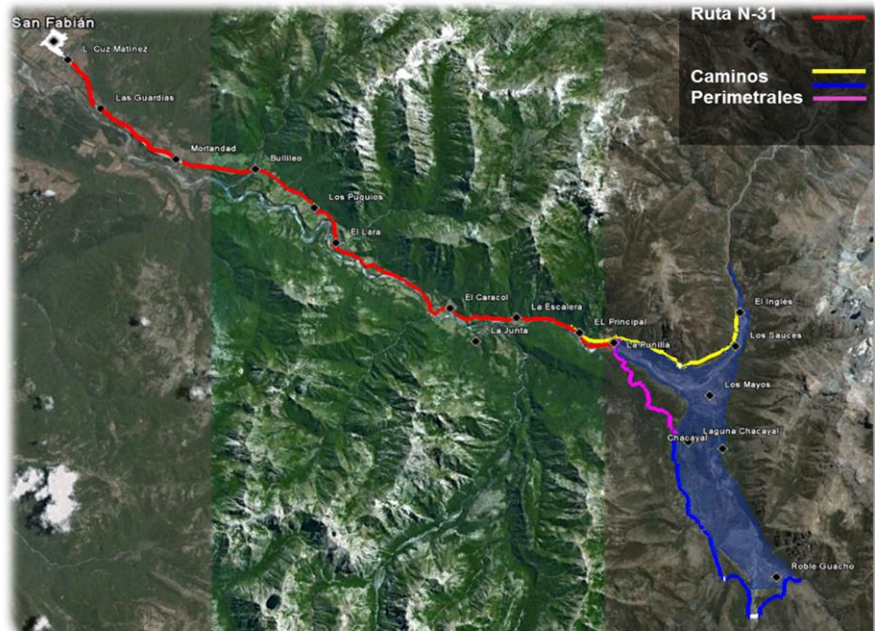 Ruta N-31
San Fabián
L. Cuz Matinez
Caminos
Perimetrales
Las Guardias
Mortandad
Bullileo
Los Puquios
El Lara
El Caracol
La Escalera
El Inglés
EL Principal
La Junta
La Punilla
Los Sauces
Los Mayos
Laguna Chacayal
Chacayal
Roble Guacho